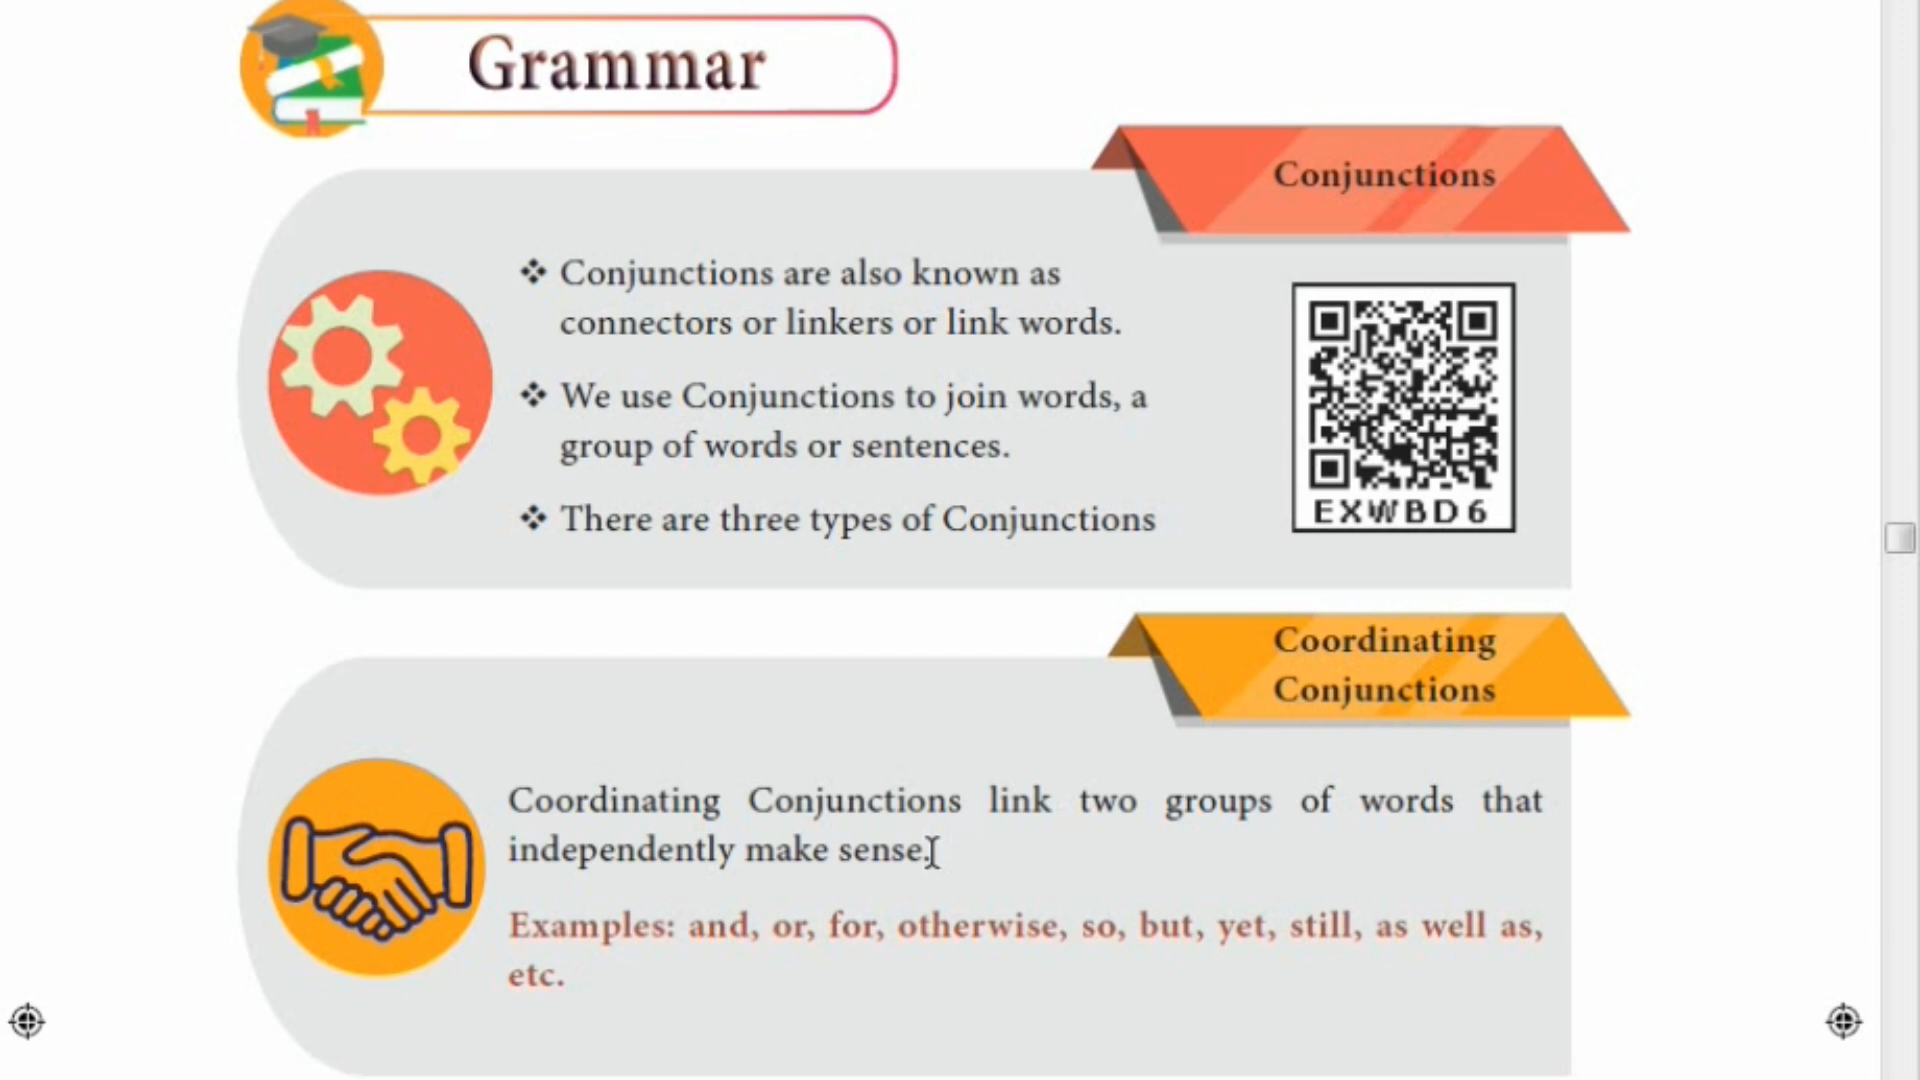 Grammar
Conjunctions
❖ Conjunctions are also known as
connectors or linkers or link words.
❖ We use Conjunctions to join words, a
group of words or sentences.
❖ There are three types of Conjunctions
EXWBD6
Coordinating
Conjunctions
Coordinating Conjunctions link two groups of words that
independently make sense.
Examples: and, or, for, otherwise, so, but, yet, still, as well as,
etc.